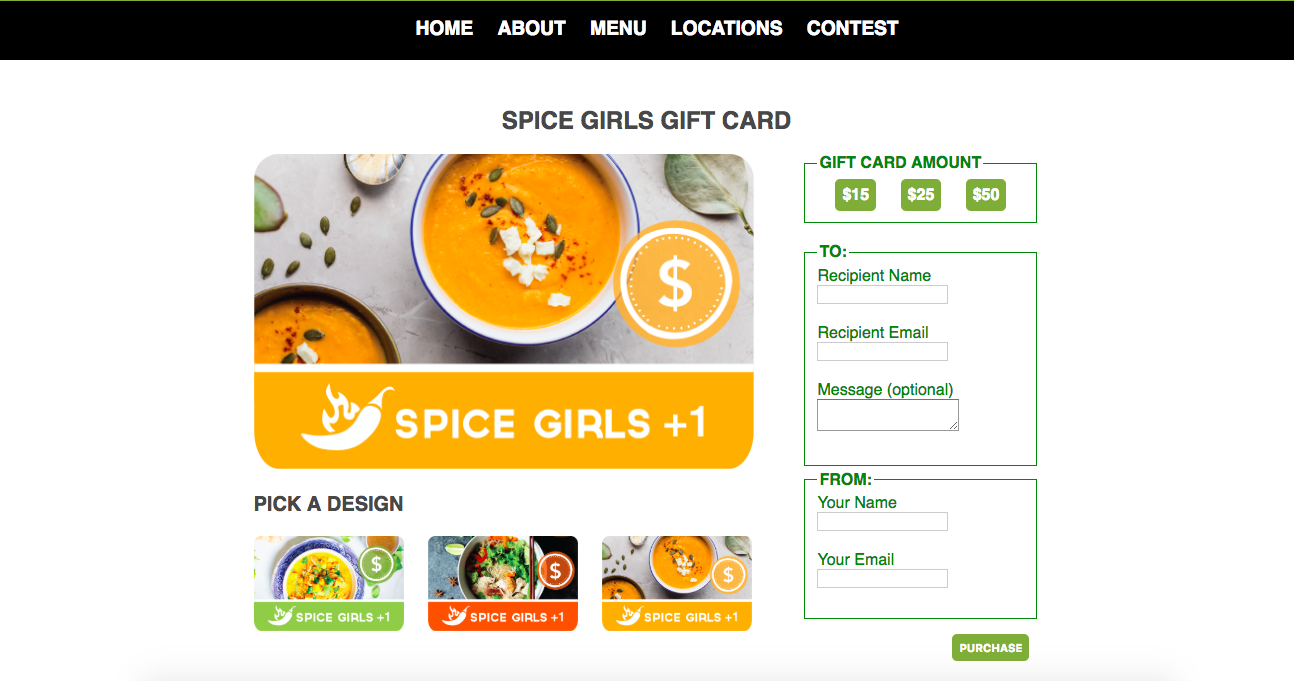 HOME ABOUT MENU LOCATIONS CONTEST
SPICE GIRLS GIFT CARD
$
SPICE GIRLS +1
PICK A DESIGN
$
SPICE GIRLS +1
$
SPICE GIRLS +1
$
SPICE GIRLS +1
GIFT CARD AMOUNT
$15 $25 $50
TO:
Recipient Name
Recipient Email
Message (optional)
FROM:
Your Name
Your Email
PURCHASE